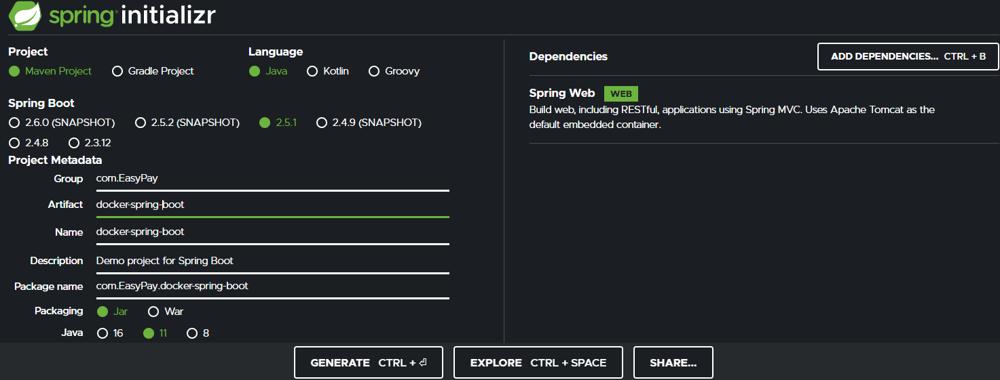 spring initializr
Project
Language
Maven Project Gradle Project
Java Kotlin Groovy
Spring Boot
2.6.0 (SNAPSHOT) 2.5.2 (SNAPSHOT) 2.5.1 2.4.9 (SNAPSHOT)
2.4.8 2.3.12
Project Metadata
Group com.EasyPay
Artifact docker-spring-boot
Name docker-spring-boot
Description Demo project for Spring Boot
Package name com.EasyPay.docker-spring-boot
Packaging Jar War
Java 16 11 8
Dependencies
ADD DEPENDENCIES... CTRL + B
Spring Web WEB
Build web, including RESTful, applications using Spring MVC. Uses Apache Tomcat as the
default embedded container.
GENERATE CTRL + ⏎
EXPLORE CTRL + SPACE
SHARE...